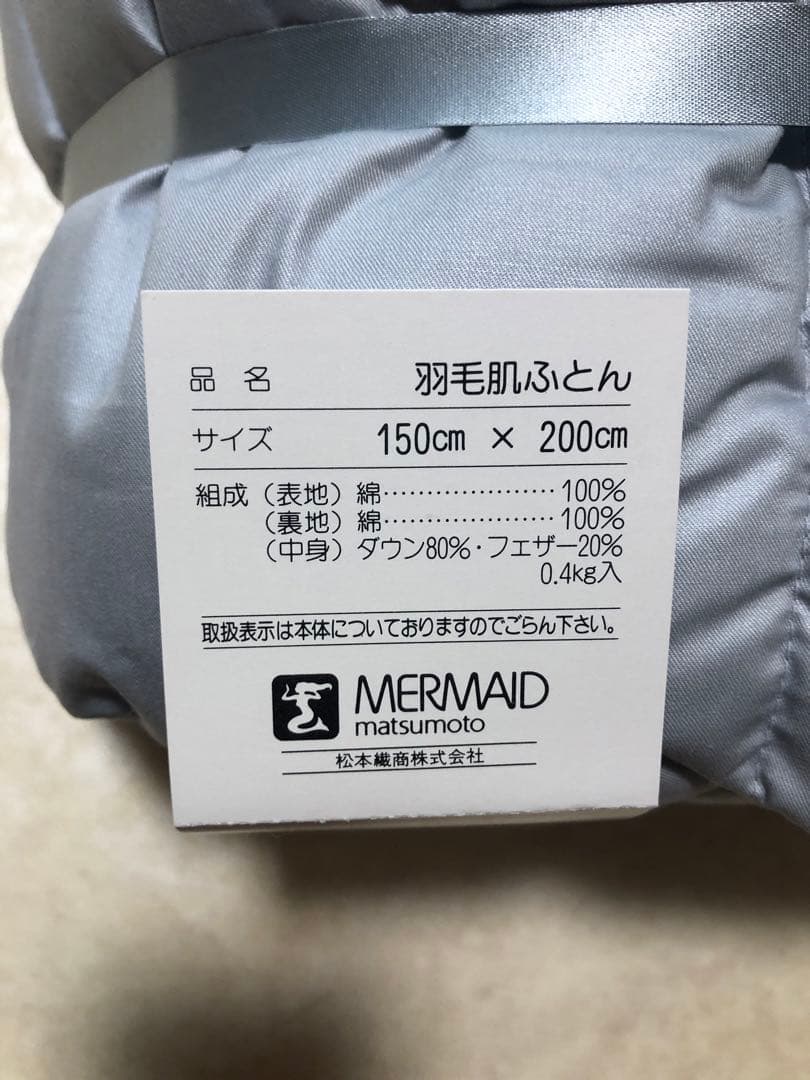 品名 羽毛肌ふとん
サイズ 150cm × 200cm
組成（表地）綿………………100％
（裏地）綿………………100％
（中身）ダウン80％・フェザー20％
0.4kg入
取扱表示は本体についておりますのでごらん下さい。
MERMAID
matsumoto
松本繊商株式会社